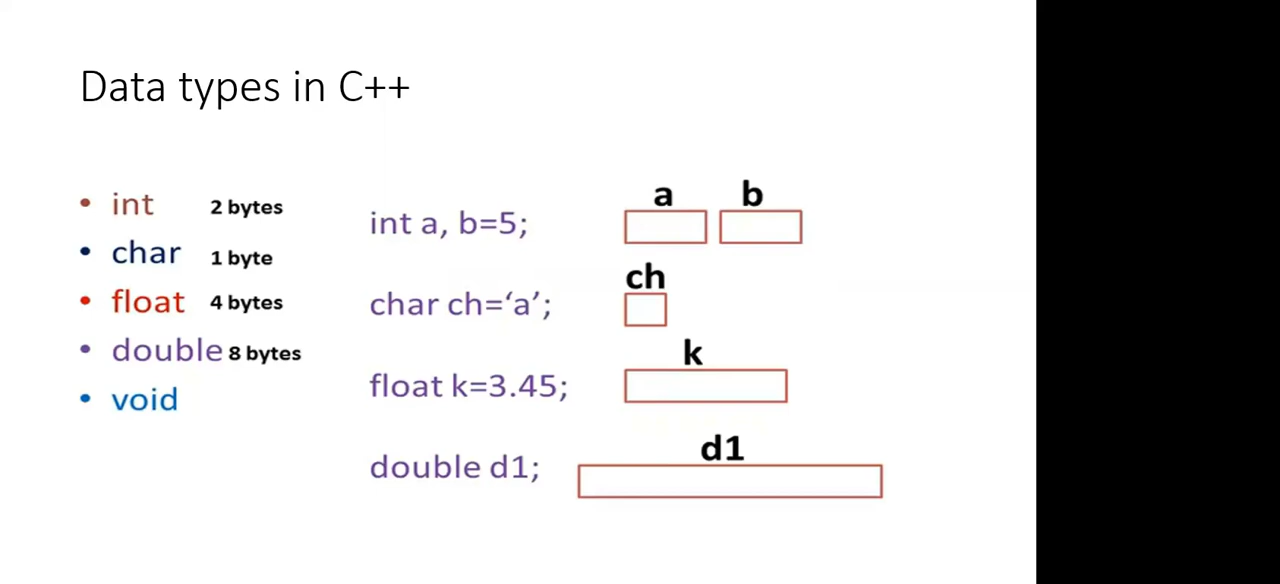 Data types in C++
• int 2 bytes
• char 1 byte
• float 4 bytes
• double 8 bytes
• void
int a, b=5;
a b
char ch=‘a’;
ch
float k=3.45;
k
double d1;
d1